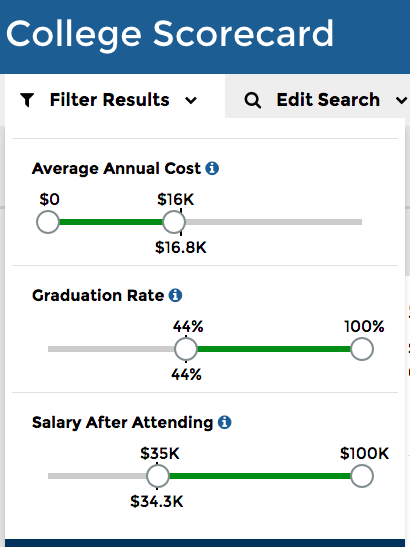 College Scorecard
Filter Results Edit Search
Average Annual Cost
$0 $16K
$16.8K
Graduation Rate
44% 100%
44%
Salary After Attending
$35K $100K
$34.3K